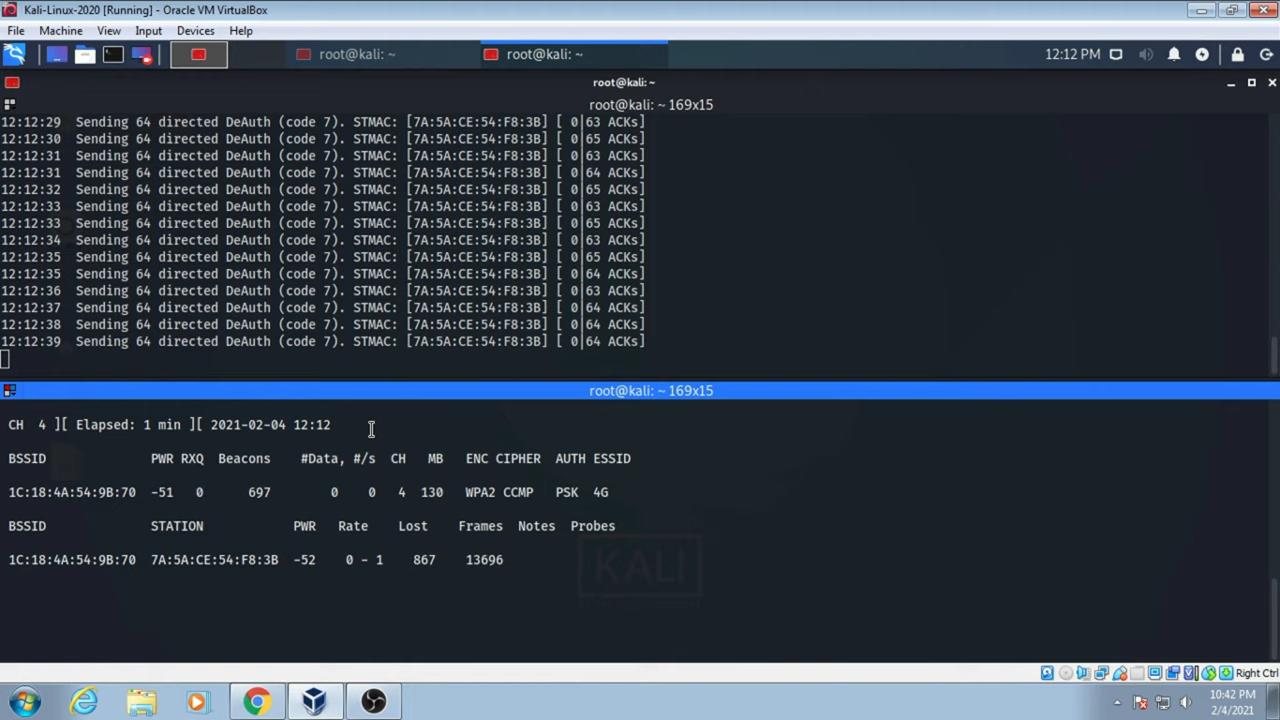 Kali-Linux-2020 [Running] - Oracle VM VirtualBox
File Machine View Input Devices Help
root@kali: ~ root@kali: ~ 12:12 PM
root@kali:~
root@kali: ~ 169x15
12:12:29 Sending 64 directed DeAuth (code 7). STMAC: [7A:5A:CE:54:F8:3B] [ 0|63 ACKs]
12:12:30 Sending 64 directed DeAuth (code 7). STMAC: [7A:5A:CE:54:F8:3B] [ 0|65 ACKs]
12:12:31 Sending 64 directed DeAuth (code 7). STMAC: [7A:5A:CE:54:F8:3B] [ 0|63 ACKs]
12:12:31 Sending 64 directed DeAuth (code 7). STMAC: [7A:5A:CE:54:F8:3B] [ 0|64 ACKs]
12:12:32 Sending 64 directed DeAuth (code 7). STMAC: [7A:5A:CE:54:F8:3B] [ 0|65 ACKs]
12:12:33 Sending 64 directed DeAuth (code 7). STMAC: [7A:5A:CE:54:F8:3B] [ 0|63 ACKs]
12:12:33 Sending 64 directed DeAuth (code 7). STMAC: [7A:5A:CE:54:F8:3B] [ 0|65 ACKs]
12:12:34 Sending 64 directed DeAuth (code 7). STMAC: [7A:5A:CE:54:F8:3B] [ 0|63 ACKs]
12:12:35 Sending 64 directed DeAuth (code 7). STMAC: [7A:5A:CE:54:F8:3B] [ 0|65 ACKs]
12:12:35 Sending 64 directed DeAuth (code 7). STMAC: [7A:5A:CE:54:F8:3B] [ 0|64 ACKs]
12:12:36 Sending 64 directed DeAuth (code 7). STMAC: [7A:5A:CE:54:F8:3B] [ 0|63 ACKs]
12:12:37 Sending 64 directed DeAuth (code 7). STMAC: [7A:5A:CE:54:F8:3B] [ 0|64 ACKs]
12:12:38 Sending 64 directed DeAuth (code 7). STMAC: [7A:5A:CE:54:F8:3B] [ 0|64 ACKs]
12:12:39 Sending 64 directed DeAuth (code 7). STMAC: [7A:5A:CE:54:F8:3B] [ 0|64 ACKs]
root@kali: ~ 169x15
CH 4 ][ Elapsed: 1 min ][ 2021-02-04 12:12
BSSID PWR RXQ Beacons #Data, #/s CH MB ENC CIPHER AUTH ESSID
1C:18:4A:54:9B:70 -51 0 697 0 0 4 130 WPA2 CCMP PSK 4G
BSSID STATION PWR Rate Lost Frames Notes Probes
1C:18:4A:54:9B:70 7A:5A:CE:54:F8:3B -52 0 - 1 867 13696
KALI
Right Ctrl
10:42 PM
2/4/2021